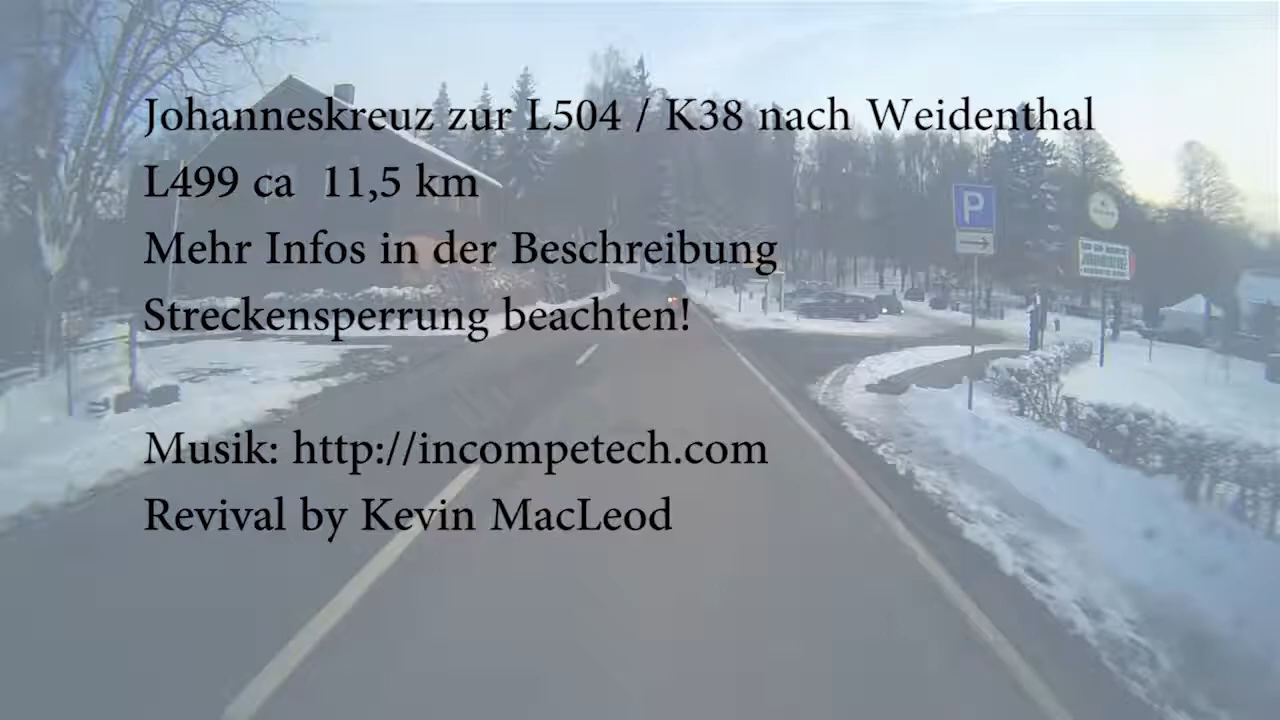 Johanneskreuz zur L504 / K38 nach Weidenthal
L499 ca 11,5 km
Mehr Infos in der Beschreibung
Streckensperrung beachten!
Musik: http://incompetech.com
Revival by Kevin MacLeod
P